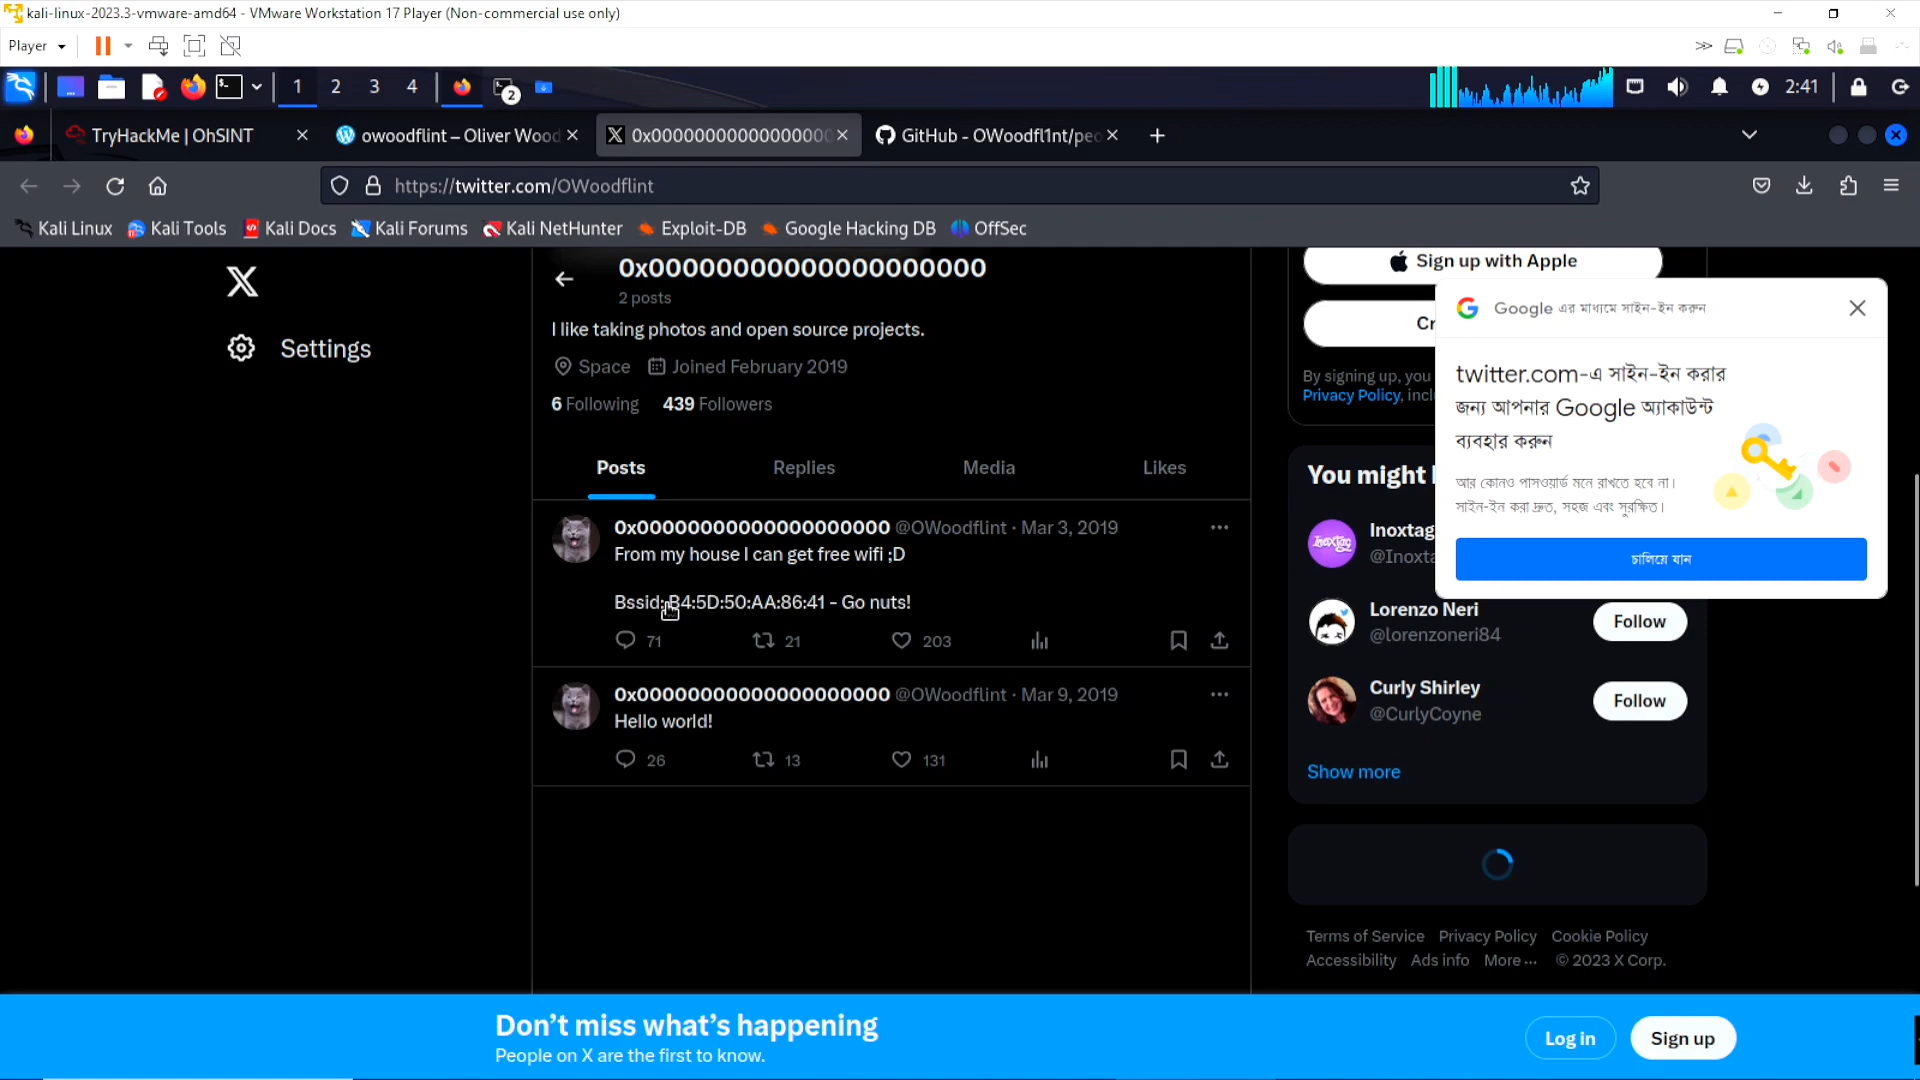 kali-linux-2023.3-vmware-amd64 - VMware Workstation 17 Player (Non-commercial use only)
Player
1 2 3 4 2 2:41
TryHackMe | OhSINT
owoodflint – Oliver Wood
0x0000000000000000
GitHub - OWoodfl1nt/peo
https://twitter.com/OWoodflint
Kali Linux Kali Tools Kali Docs Kali Forums Kali NetHunter Exploit-DB Google Hacking DB OffSec
X
Settings
0x00000000000000000000
2 posts
I like taking photos and open source projects.
Space Joined February 2019
6 Following 439 Followers
Posts Replies Media Likes
0x00000000000000000000 @OWoodflint · Mar 3, 2019
From my house I can get free wifi ;D
Bssid: B4:5D:50:AA:86:41 - Go nuts!
71 21 203
0x00000000000000000000 @OWoodflint · Mar 9, 2019
Hello world!
26 13 131
Sign up with Apple
Cr
By signing up, you
Privacy Policy, incl
Google এর মাধ্যমে সাইন-ইন করুন
twitter.com-এ সাইন-ইন করার
জন্য আপনার Google অ্যাকাউন্ট
ব্যবহার করুন
আর কোনও পাসওয়ার্ড মনে রাখতে হবে না।
সাইন-ইন করা দ্রুত, সহজ এবং সুরক্ষিত।
চালিয়ে যান
You might
Inoxtag
@Inoxta
Lorenzo Neri
@lorenzoneri84
Follow
Curly Shirley
@CurlyCoyne
Follow
Show more
Terms of Service Privacy Policy Cookie Policy
Accessibility Ads info More ··· © 2023 X Corp.
Don’t miss what’s happening
People on X are the first to know.
Log in
Sign up